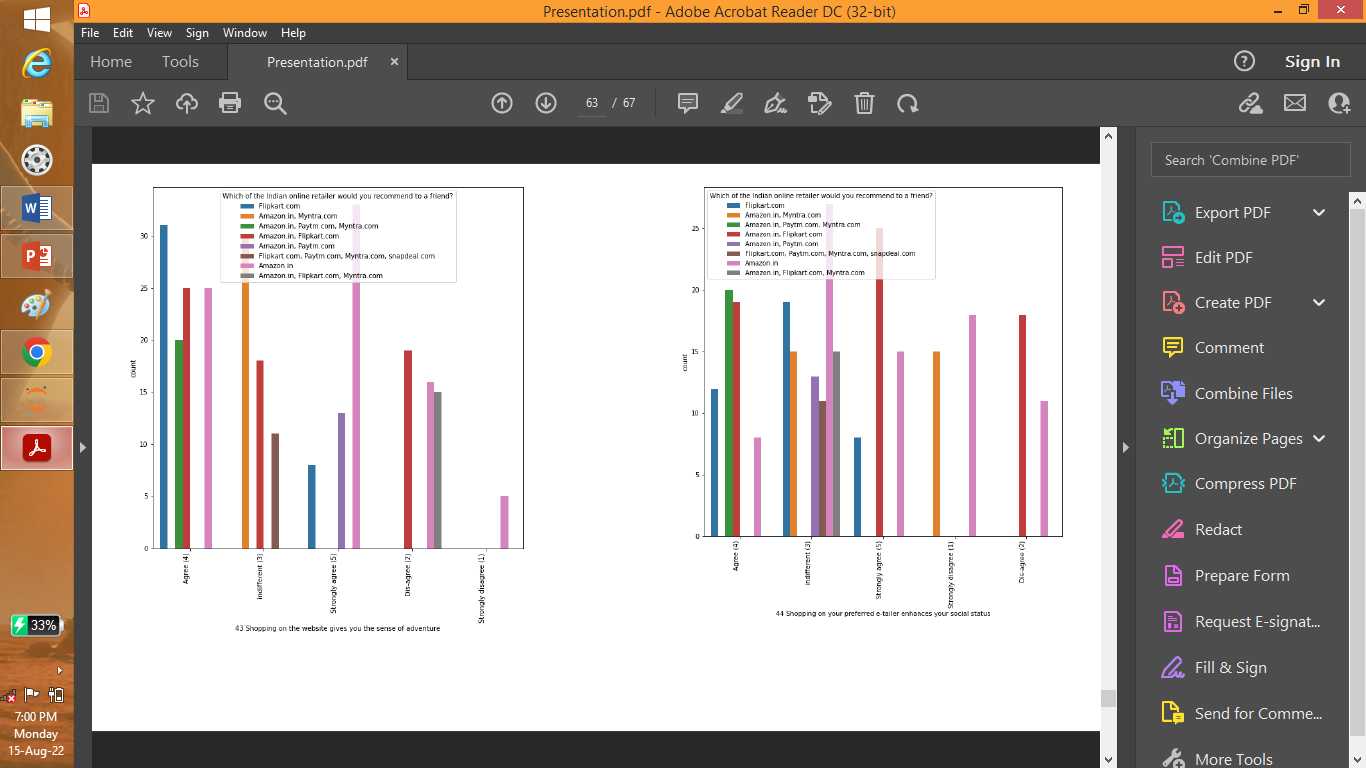 Presentation.pdf - Adobe Acrobat Reader DC (32-bit)
File Edit View Sign Window Help
Home Tools Presentation.pdf × ? Sign In
63 / 67
Search 'Combine PDF'
Export PDF
Edit PDF
Create PDF
Comment
Combine Files
Organize Pages
Compress PDF
Redact
Prepare Form
Request E-signat...
Fill & Sign
Send for Comme...
More Tools
Which of the Indian online retailer would you recommend to a friend?
Flipkart.com
Amazon.in, Myntra.com
Amazon.in, Paytm.com, Myntra.com
Amazon.in, Flipkart.com
Amazon.in, Paytm.com
Flipkart.com, Paytm.com, Myntra.com, snapdeal.com
Amazon.in
Amazon.in, Flipkart.com, Myntra.com
30
25
20
15
10
5
0
count
Agree (4)
indifferent (3)
Strongly agree (5)
Dis-agree (2)
Strongly disagree (1)
43 Shopping on the website gives you the sense of adventure
Which of the Indian online retailer would you recommend to a friend?
Flipkart.com
Amazon.in, Myntra.com
Amazon.in, Paytm.com, Myntra.com
Amazon.in, Flipkart.com
Amazon.in, Paytm.com
Flipkart.com, Paytm.com, Myntra.com, snapdeal.com
Amazon.in
Amazon.in, Flipkart.com, Myntra.com
25
20
15
10
5
0
count
Agree (4)
indifferent (3)
Strongly agree (5)
Strongly disagree (1)
Dis-agree (2)
44 Shopping on your preferred e-tailer enhances your social status
33%
7:00 PM
Monday
15-Aug-22